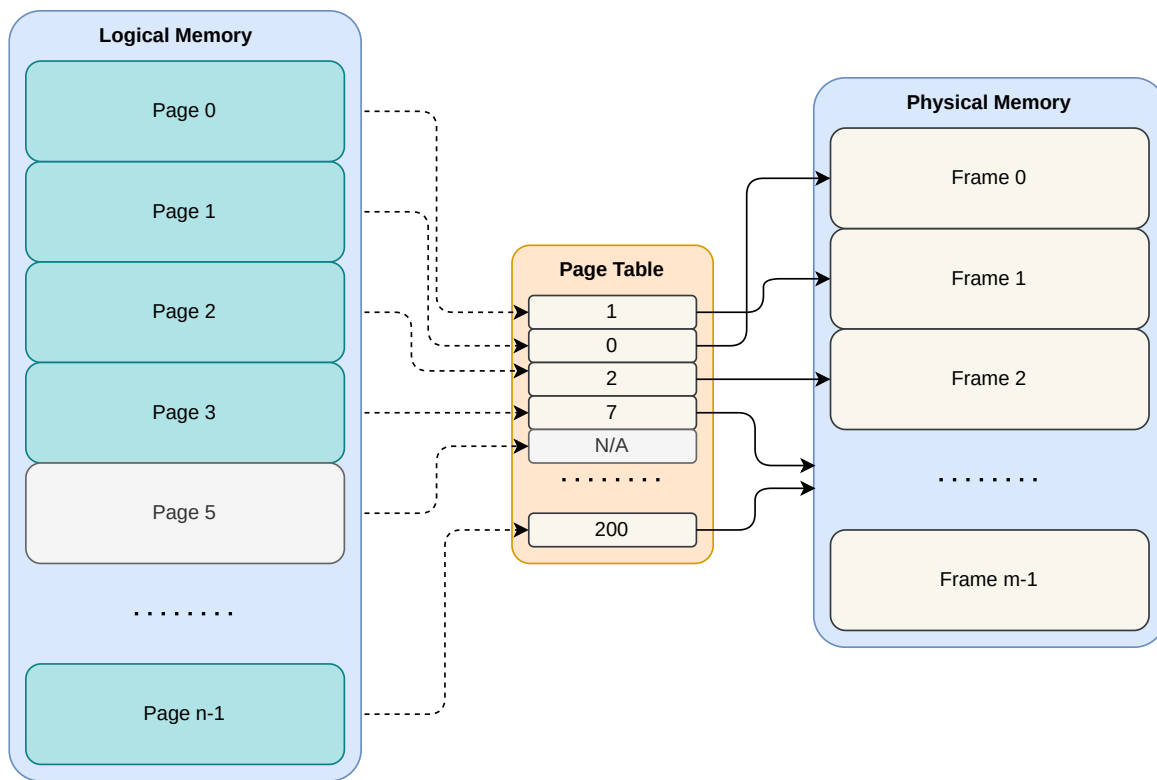 Logical Memory
Page 0
Page 1
Page 2
Page 3
Page 5
. . . . . . . .
Page n-1
Page Table
1
0
2
7
N/A
. . . . . . . .
200
Physical Memory
Frame 0
Frame 1
Frame 2
. . . . . . . .
Frame m-1